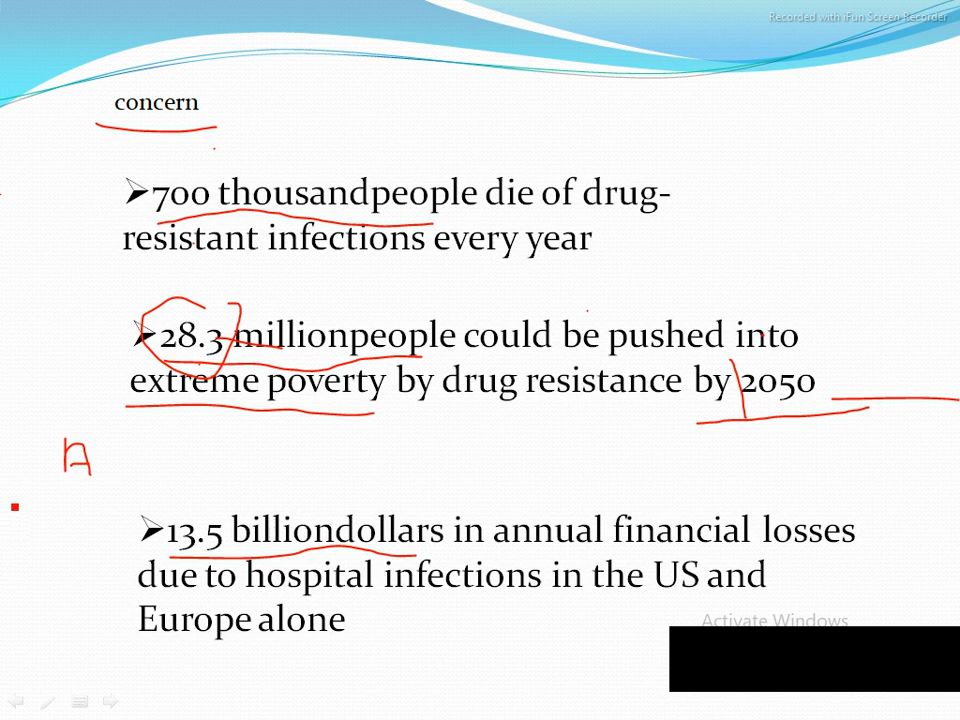 Recorded with iFun Screen Recorder
concern
➢700 thousandpeople die of drug-
resistant infections every year
➢28.3 millionpeople could be pushed into
extreme poverty by drug resistance by 2050
➢13.5 billiondollars in annual financial losses
due to hospital infections in the US and
Europe alone
Activate Windows